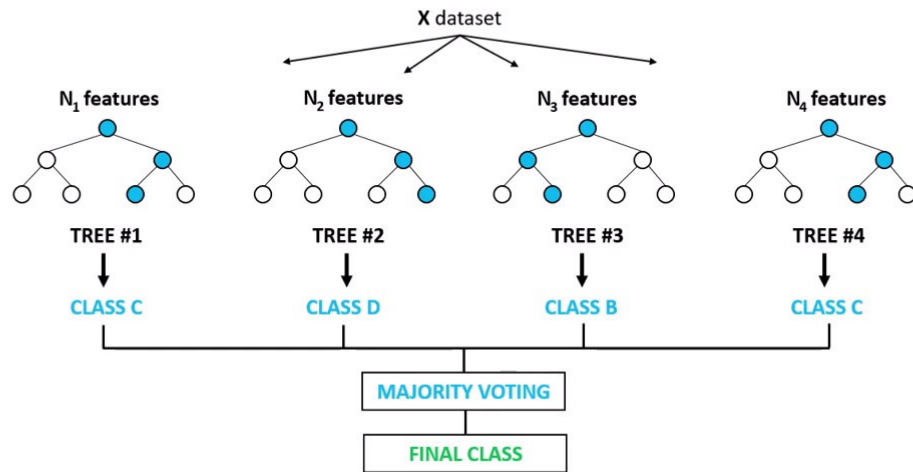 X dataset
N₁ features N₂ features N₃ features N₄ features
TREE #1 TREE #2 TREE #3 TREE #4
CLASS C CLASS D CLASS B CLASS C
MAJORITY VOTING
FINAL CLASS